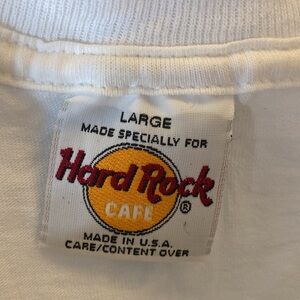 LARGE
MADE SPECIALLY FOR
Hard Rock
CAFE ®
MADE IN U.S.A.
CARE/CONTENT OVER